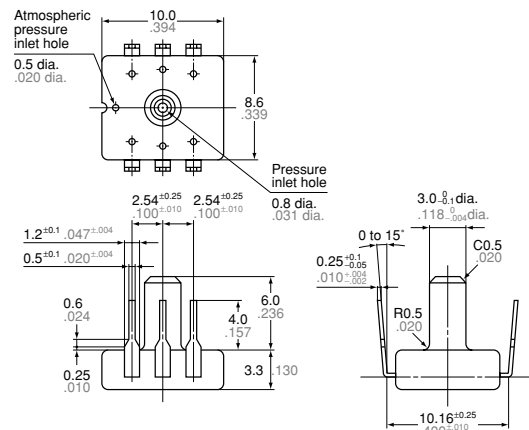 Atmospheric
pressure
inlet hole
0.5 dia.
.020 dia.
10.0
.394
8.6
.339
Pressure
inlet hole
0.8 dia.
.031 dia.
2.54±0.25
.100±.010
2.54±0.25
.100±.010
1.2±0.1 .047±.004
0.5±0.1 .020±.004
0.6
.024
0.25
.010
4.0
.157
6.0
.236
3.3 .130
3.0 0 -0.1 dia.
.118 0 -.004 dia.
0 to 15°
0.25 +0.1 -0.05
.010 +.004 -.002
C0.5
.020
R0.5
.020
10.16±0.25
.400±.010